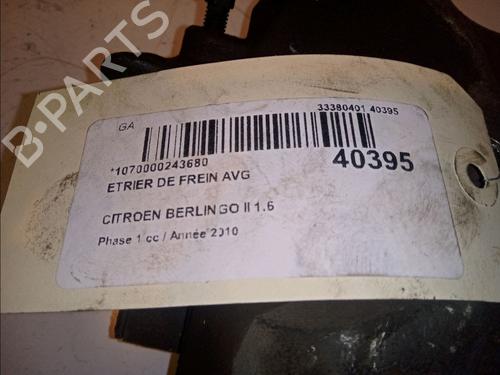 B-PARTS
GA
33380401 40395
*1070000243680
40395
ETRIER DE FREIN AVG
CITROEN BERLINGO II 1.6
Phase 1 cc / Année 2010